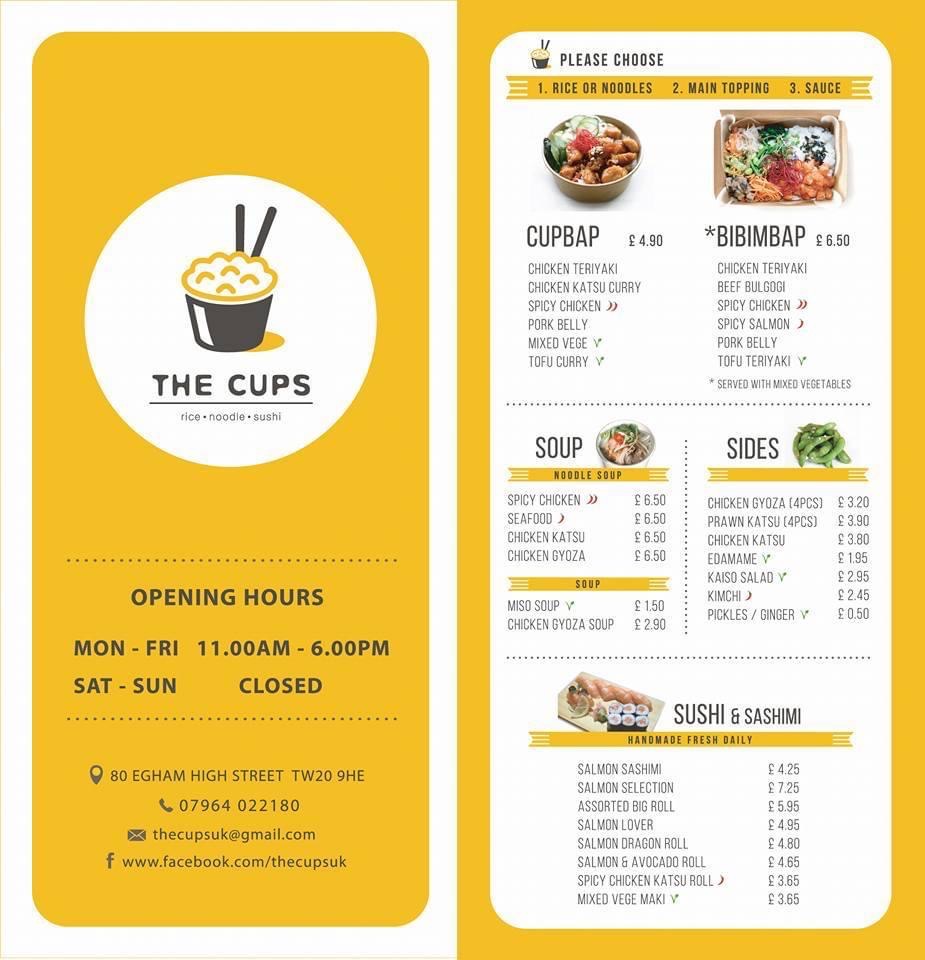 THE CUPS
rice • noodle • sushi
OPENING HOURS
MON - FRI 11.00AM - 6.00PM
SAT - SUN CLOSED
80 EGHAM HIGH STREET TW20 9HE
07964 022180
thecupsuk@gmail.com
www.facebook.com/thecupsuk
PLEASE CHOOSE
1. RICE OR NOODLES 2. MAIN TOPPING 3. SAUCE
CUPBAP £ 4.90
CHICKEN TERIYAKI
CHICKEN KATSU CURRY
SPICY CHICKEN
PORK BELLY
MIXED VEGE
TOFU CURRY
*BIBIMBAP £ 6.50
CHICKEN TERIYAKI
BEEF BULGOGI
SPICY CHICKEN
SPICY SALMON
PORK BELLY
TOFU TERIYAKI
* SERVED WITH MIXED VEGETABLES
SOUP
NOODLE SOUP
SPICY CHICKEN £ 6.50
SEAFOOD £ 6.50
CHICKEN KATSU £ 6.50
CHICKEN GYOZA £ 6.50
SOUP
MISO SOUP £ 1.50
CHICKEN GYOZA SOUP £ 2.90
SIDES
CHICKEN GYOZA (4PCS) £ 3.20
PRAWN KATSU (4PCS) £ 3.90
CHICKEN KATSU £ 3.80
EDAMAME £ 1.95
KAISO SALAD £ 2.95
KIMCHI £ 2.45
PICKLES / GINGER £ 0.50
SUSHI & SASHIMI
HANDMADE FRESH DAILY
SALMON SASHIMI £ 4.25
SALMON SELECTION £ 7.25
ASSORTED BIG ROLL £ 5.95
SALMON LOVER £ 4.95
SALMON DRAGON ROLL £ 4.80
SALMON & AVOCADO ROLL £ 4.65
SPICY CHICKEN KATSU ROLL £ 3.65
MIXED VEGE MAKI £ 3.65